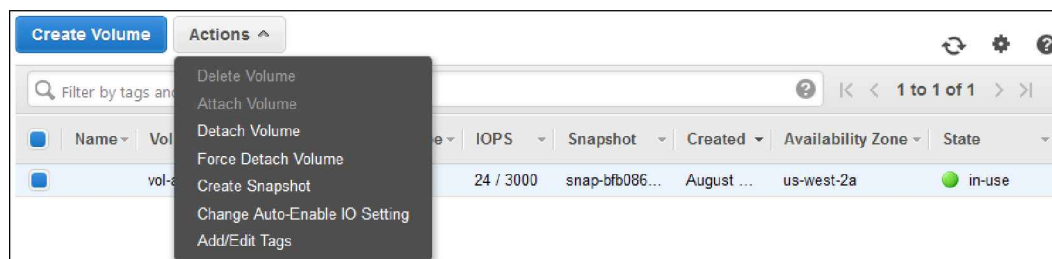 Create Volume Actions
Delete Volume
Filter by tags and 1 to 1 of 1
Attach Volume
Name Vol Detach Volume e IOPS Snapshot Created Availability Zone State
Force Detach Volume
vol-a Create Snapshot 24 / 3000 snap-bfb086... August ... us-west-2a in-use
Change Auto-Enable IO Setting
Add/Edit Tags